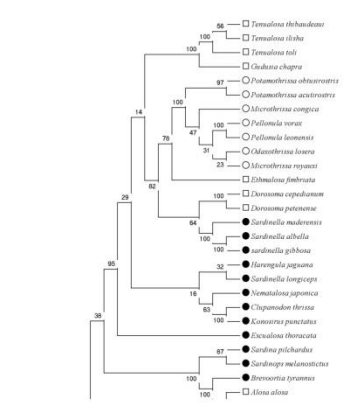 56
Tenualosa thibaudeaui
100
Tenualosa ilisha
100
Tenualosa toli
Gudusia chapra
97
Potamothrissa obtusirostris
Potamothrissa acutirostris
14
100
Microthrissa congica
100
Pellonula vorax
47
Pellonula leonensis
78
31
Odaxothrissa losera
23
Microthrissa royauxi
Ethmalosa fimbriata
82
100
Dorosoma cepedianum
Dorosoma petenense
29
64
Sardinella maderensis
100
Sardinella albella
100
sardinella gibbosa
95
32
Harengula jaguana
Sardinella longiceps
16
Nematalosa japonica
63
Clupanodon thrissa
100
Konosirus punctatus
38
Escualosa thoracata
87
Sardina pilchardus
Sardinops melanostictus
100
Brevoortia tyrannus
100
Alosa alosa